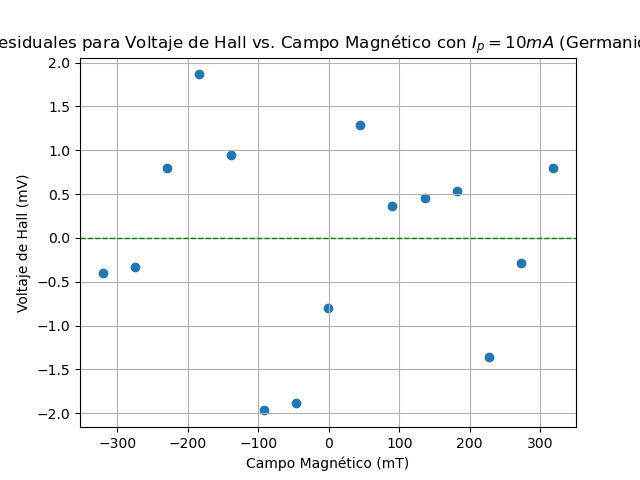 esiduales para Voltaje de Hall vs. Campo Magnético con $I_p = 10mA$ (Germanio
2.0
1.5
1.0
0.5
0.0
−0.5
−1.0
−1.5
−2.0
Voltaje de Hall (mV)
−300 −200 −100 0 100 200 300
Campo Magnético (mT)